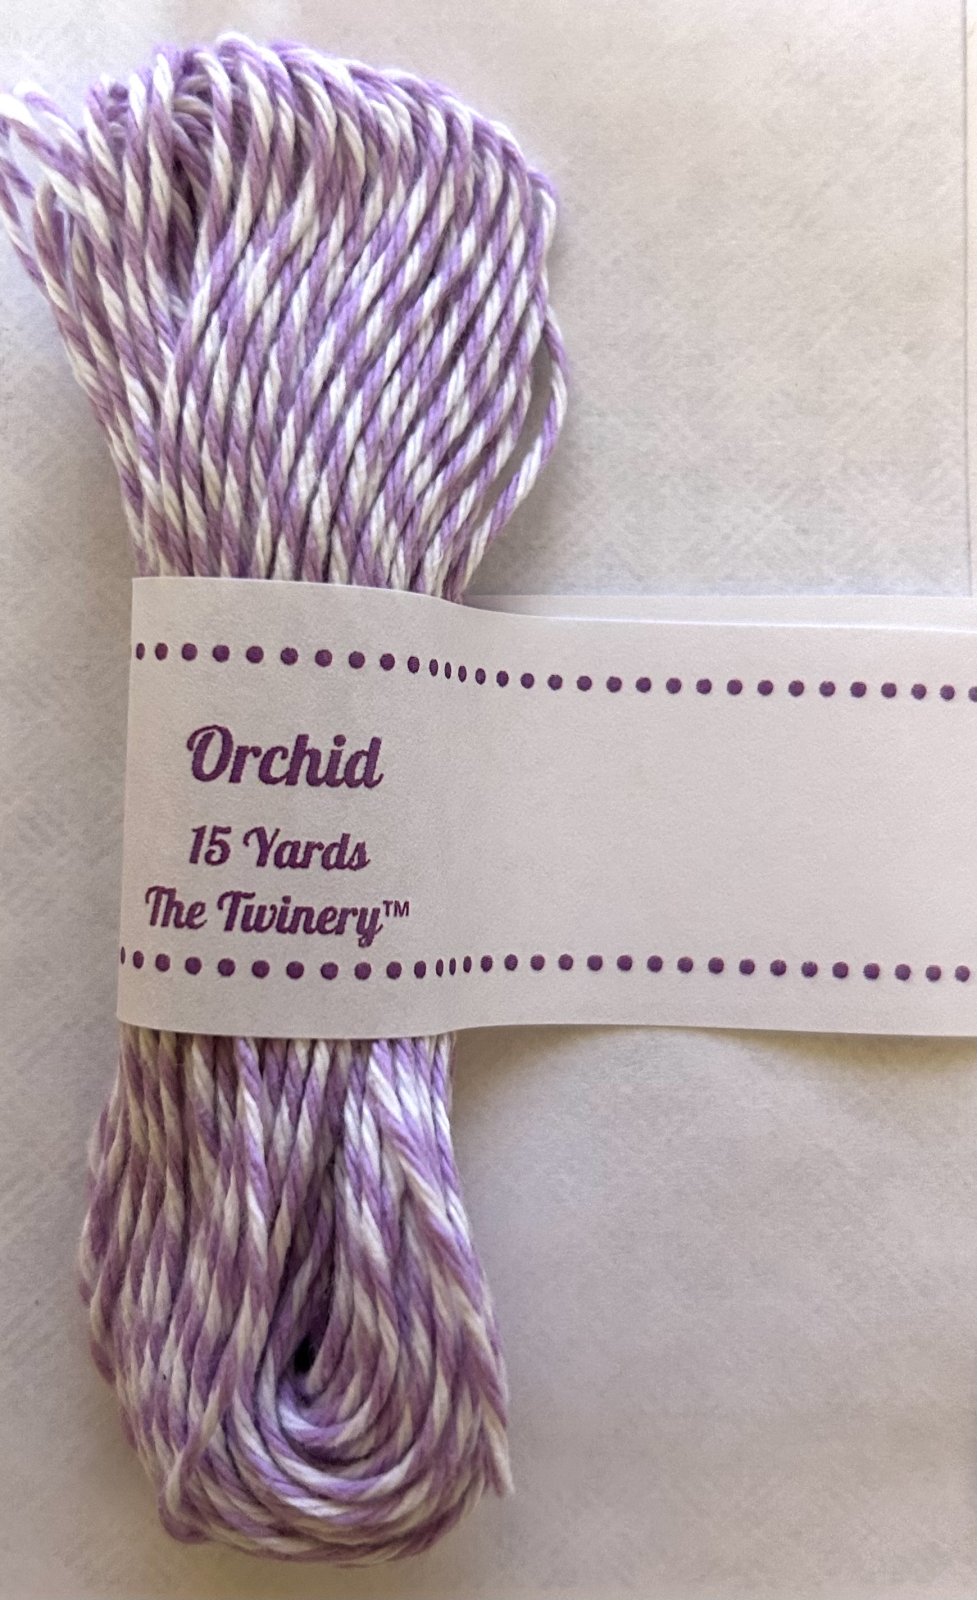 Orchid
15 Yards
The Twinery™